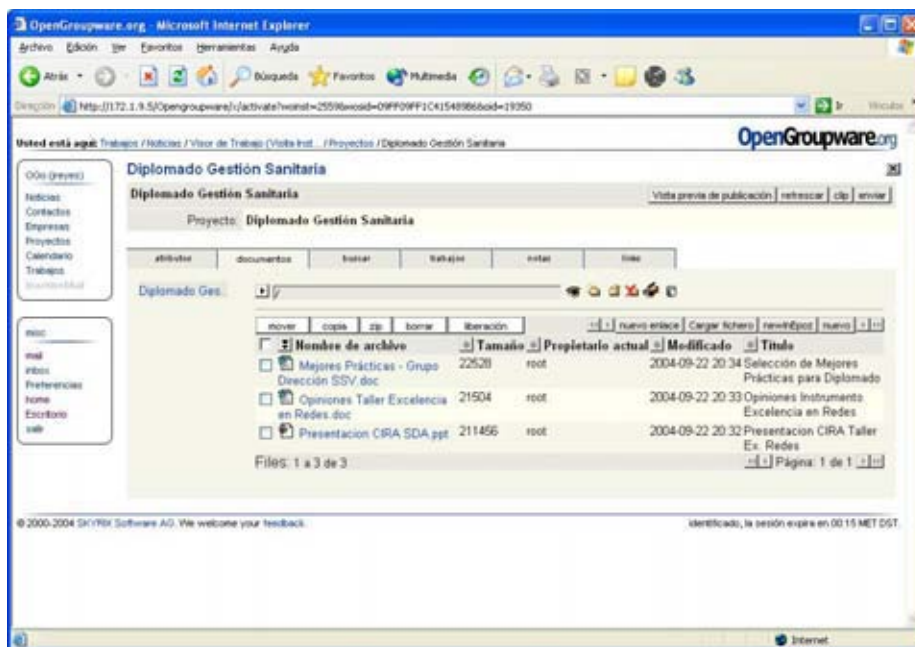 OpenGroupware.org - Microsoft Internet Explorer
Archivo Edición Ver Favoritos Herramientas Ayuda
Atrás Búsqueda Favoritos Multimedia
Dirección Ir Vínculos
Usted está aquí: Trabajos / Noticias / Visor de Trabajo (Visita Inst... / Proyectos / Diplomado Gestión Sanitaria
OpenGroupware.org
OGo (preyes)
Noticias
Contactos
Empresas
Proyectos
Calendario
Trabajos
misc
mail
inbox
Preferencias
home
Escritorio
salir
Diplomado Gestión Sanitaria
Diplomado Gestión Sanitaria
Vista previa de publicación refrescar clip enviar
Proyecto: Diplomado Gestión Sanitaria
atributos documentos buscar trabajos notas links
Diplomado Ges.. /
mover copia zip borrar liberación nuevo enlace Cargar fichero nuevo
Nombre de archivo Tamaño Propietario actual Modificado Título
Mejores Prácticas - Grupo Dirección SSV.doc 22528 root 2004-09-22 20:34 Selección de Mejores Prácticas para Diplomado
Opiniones Taller Excelencia en Redes.doc 21504 root 2004-09-22 20:33 Opiniones Instrumento Excelencia en Redes
Presentacion CIRA SDA.ppt 211456 root 2004-09-22 20:32 Presentacion CIRA Taller Ex. Redes
Files: 1 a 3 de 3 Página: 1 de 1
© 2000-2004 SKYRIX Software AG. We welcome your feedback.
identificado, la sesión expira en 00:15 MET DST.
Internet